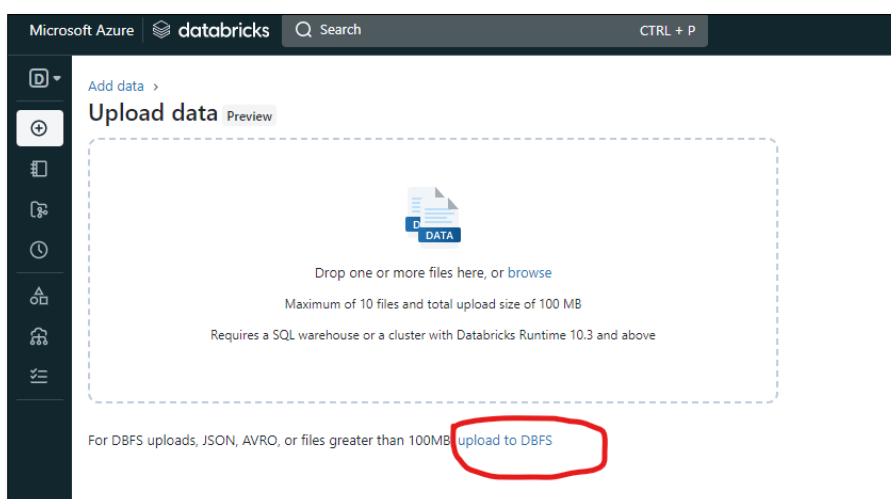 Microsoft Azure databricks Search CTRL + P
D
Add data >
Upload data Preview
D
DATA
Drop one or more files here, or browse
Maximum of 10 files and total upload size of 100 MB
Requires a SQL warehouse or a cluster with Databricks Runtime 10.3 and above
For DBFS uploads, JSON, AVRO, or files greater than 100MB upload to DBFS